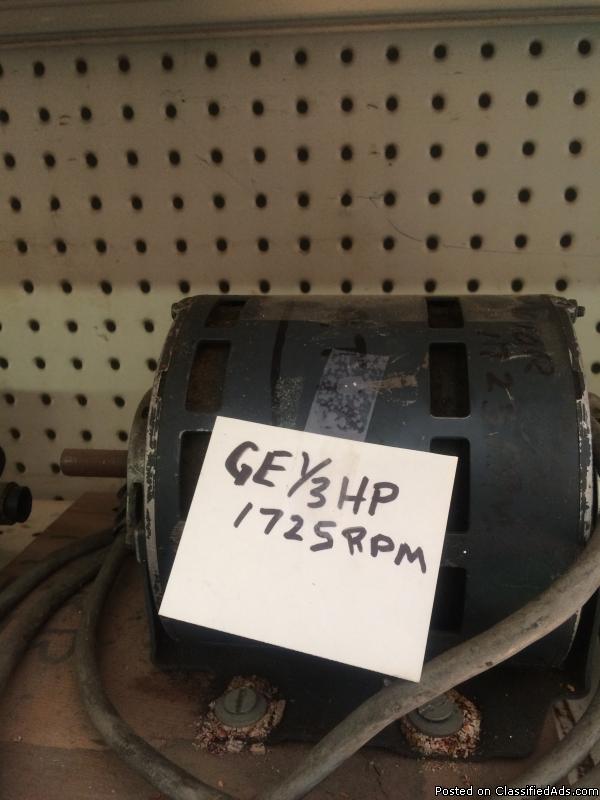 GE 1/3 HP
1725 RPM
Posted on ClassifiedAds.com